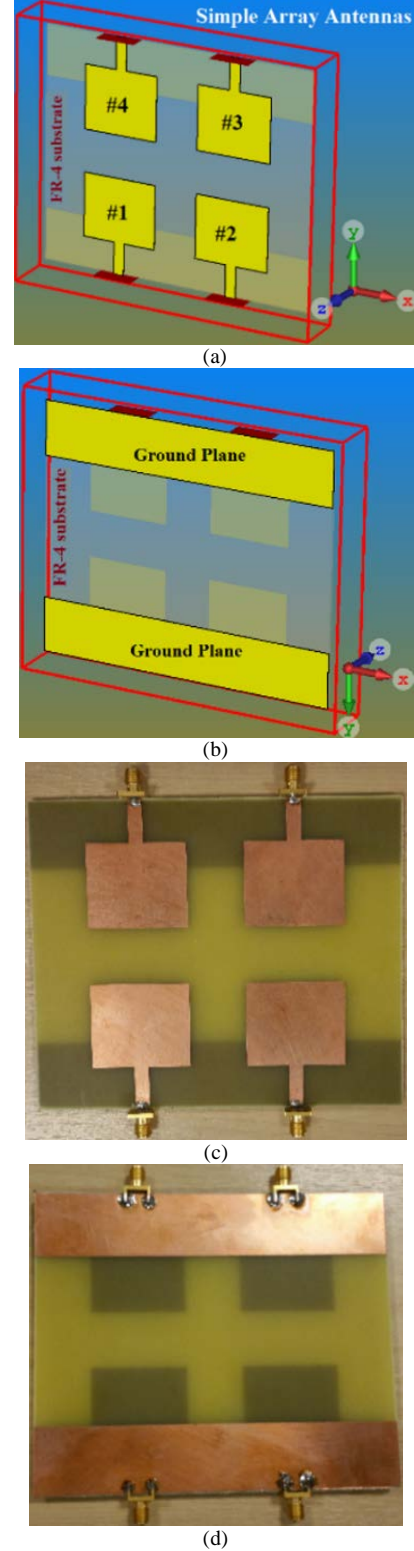 Simple Array Antennas
FR-4 substrate
#4
#3
#1
#2
y
z
x
(a)
Ground Plane
FR-4 substrate
Ground Plane
z
x
y
(b)
(c)
(d)